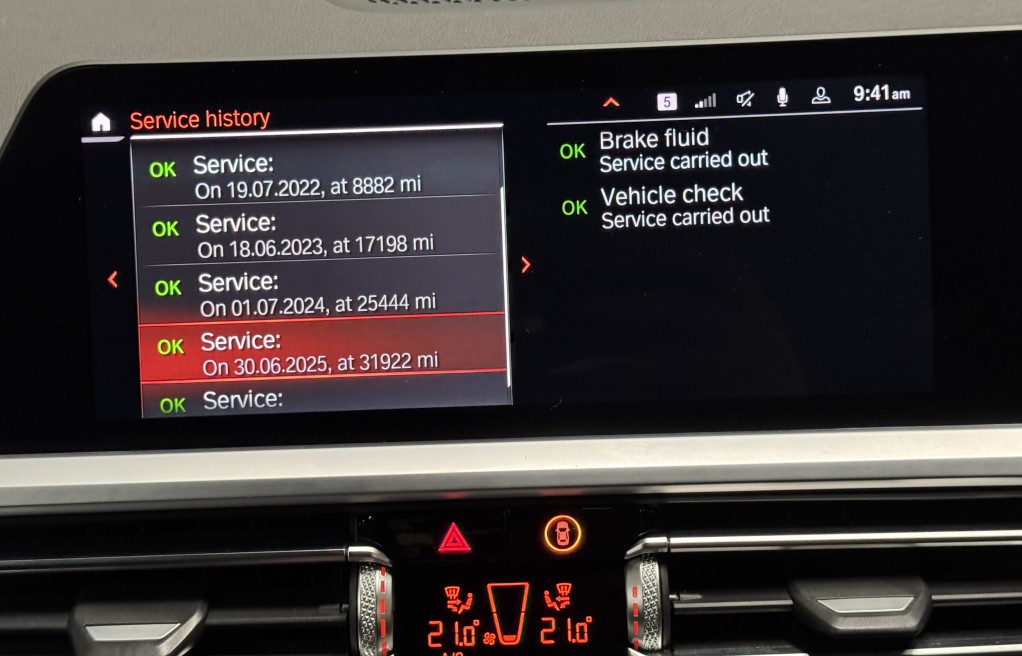 Service history
5
9:41am
OK Service:
On 19.07.2022, at 8882 mi
OK Service:
On 18.06.2023, at 17198 mi
OK Service:
On 01.07.2024, at 25444 mi
OK Service:
On 30.06.2025, at 31922 mi
OK Service:
OK Brake fluid
Service carried out
OK Vehicle check
Service carried out
21.0° 21.0°